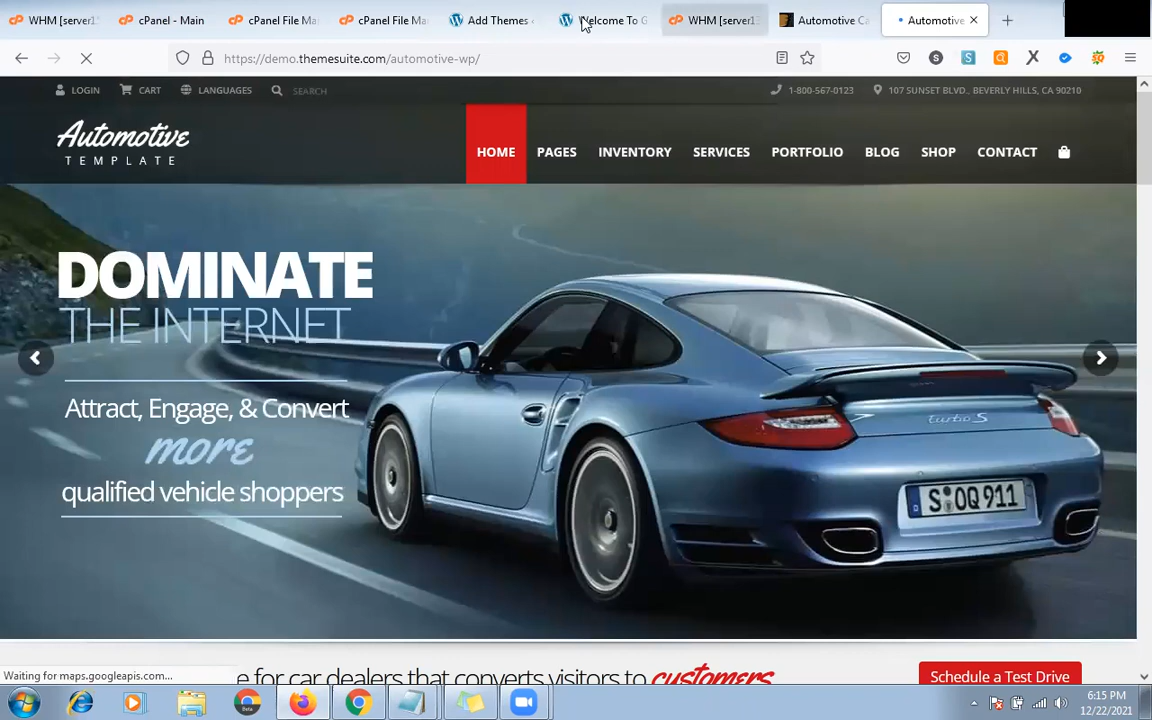 WHM [server1
cPanel - Main
cPanel File Ma
cPanel File Ma
Add Themes
Welcome To G
WHM [server13
Automotive Ca
Automotive
https://demo.themesuite.com/automotive-wp/
LOGIN
CART
LANGUAGES
SEARCH
1-800-567-0123
107 SUNSET BLVD., BEVERLY HILLS, CA 90210
Automotive
TEMPLATE
HOME
PAGES
INVENTORY
SERVICES
PORTFOLIO
BLOG
SHOP
CONTACT
DOMINATE
THE INTERNET
Attract, Engage, & Convert
more
qualified vehicle shoppers
turbo S
S OQ 911
e for car dealers that converts visitors to customers
Schedule a Test Drive
Waiting for maps.googleapis.com...
Beta
6:15 PM
12/22/2021